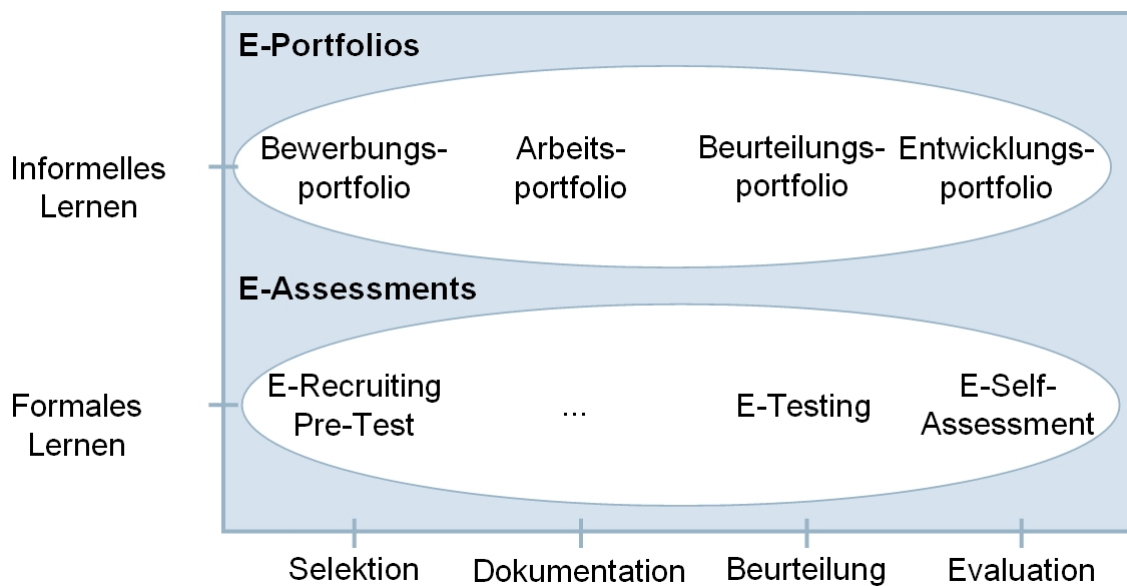 E-Portfolios
Informelles
Lernen
Bewerbungs-
portfolio
Arbeits-
portfolio
Beurteilungs-
portfolio
Entwicklungs-
portfolio
E-Assessments
Formales
Lernen
E-Recruiting
Pre-Test
...
E-Testing
E-Self-
Assessment
Selektion
Dokumentation
Beurteilung
Evaluation